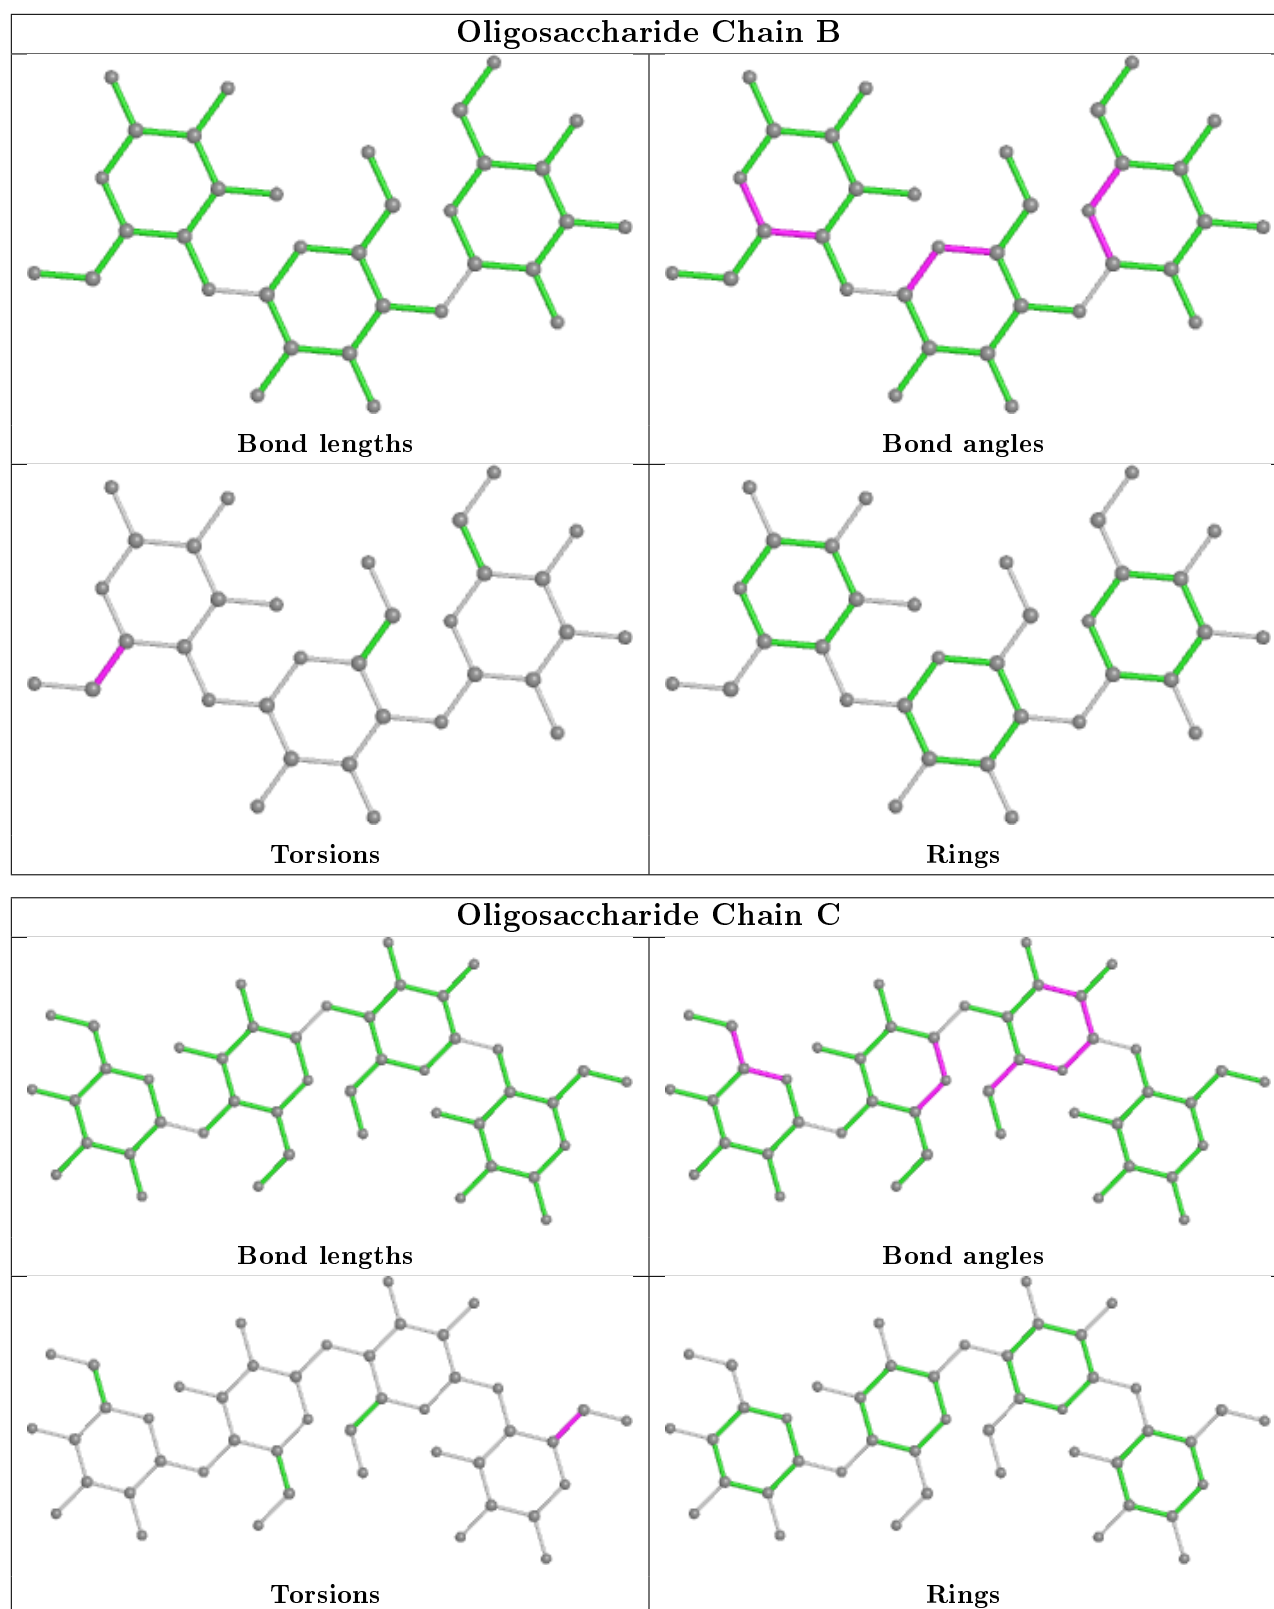 Oligosaccharide Chain B
Bond lengths
Bond angles
Torsions
Rings
Oligosaccharide Chain C
Bond lengths
Bond angles
Torsions
Rings